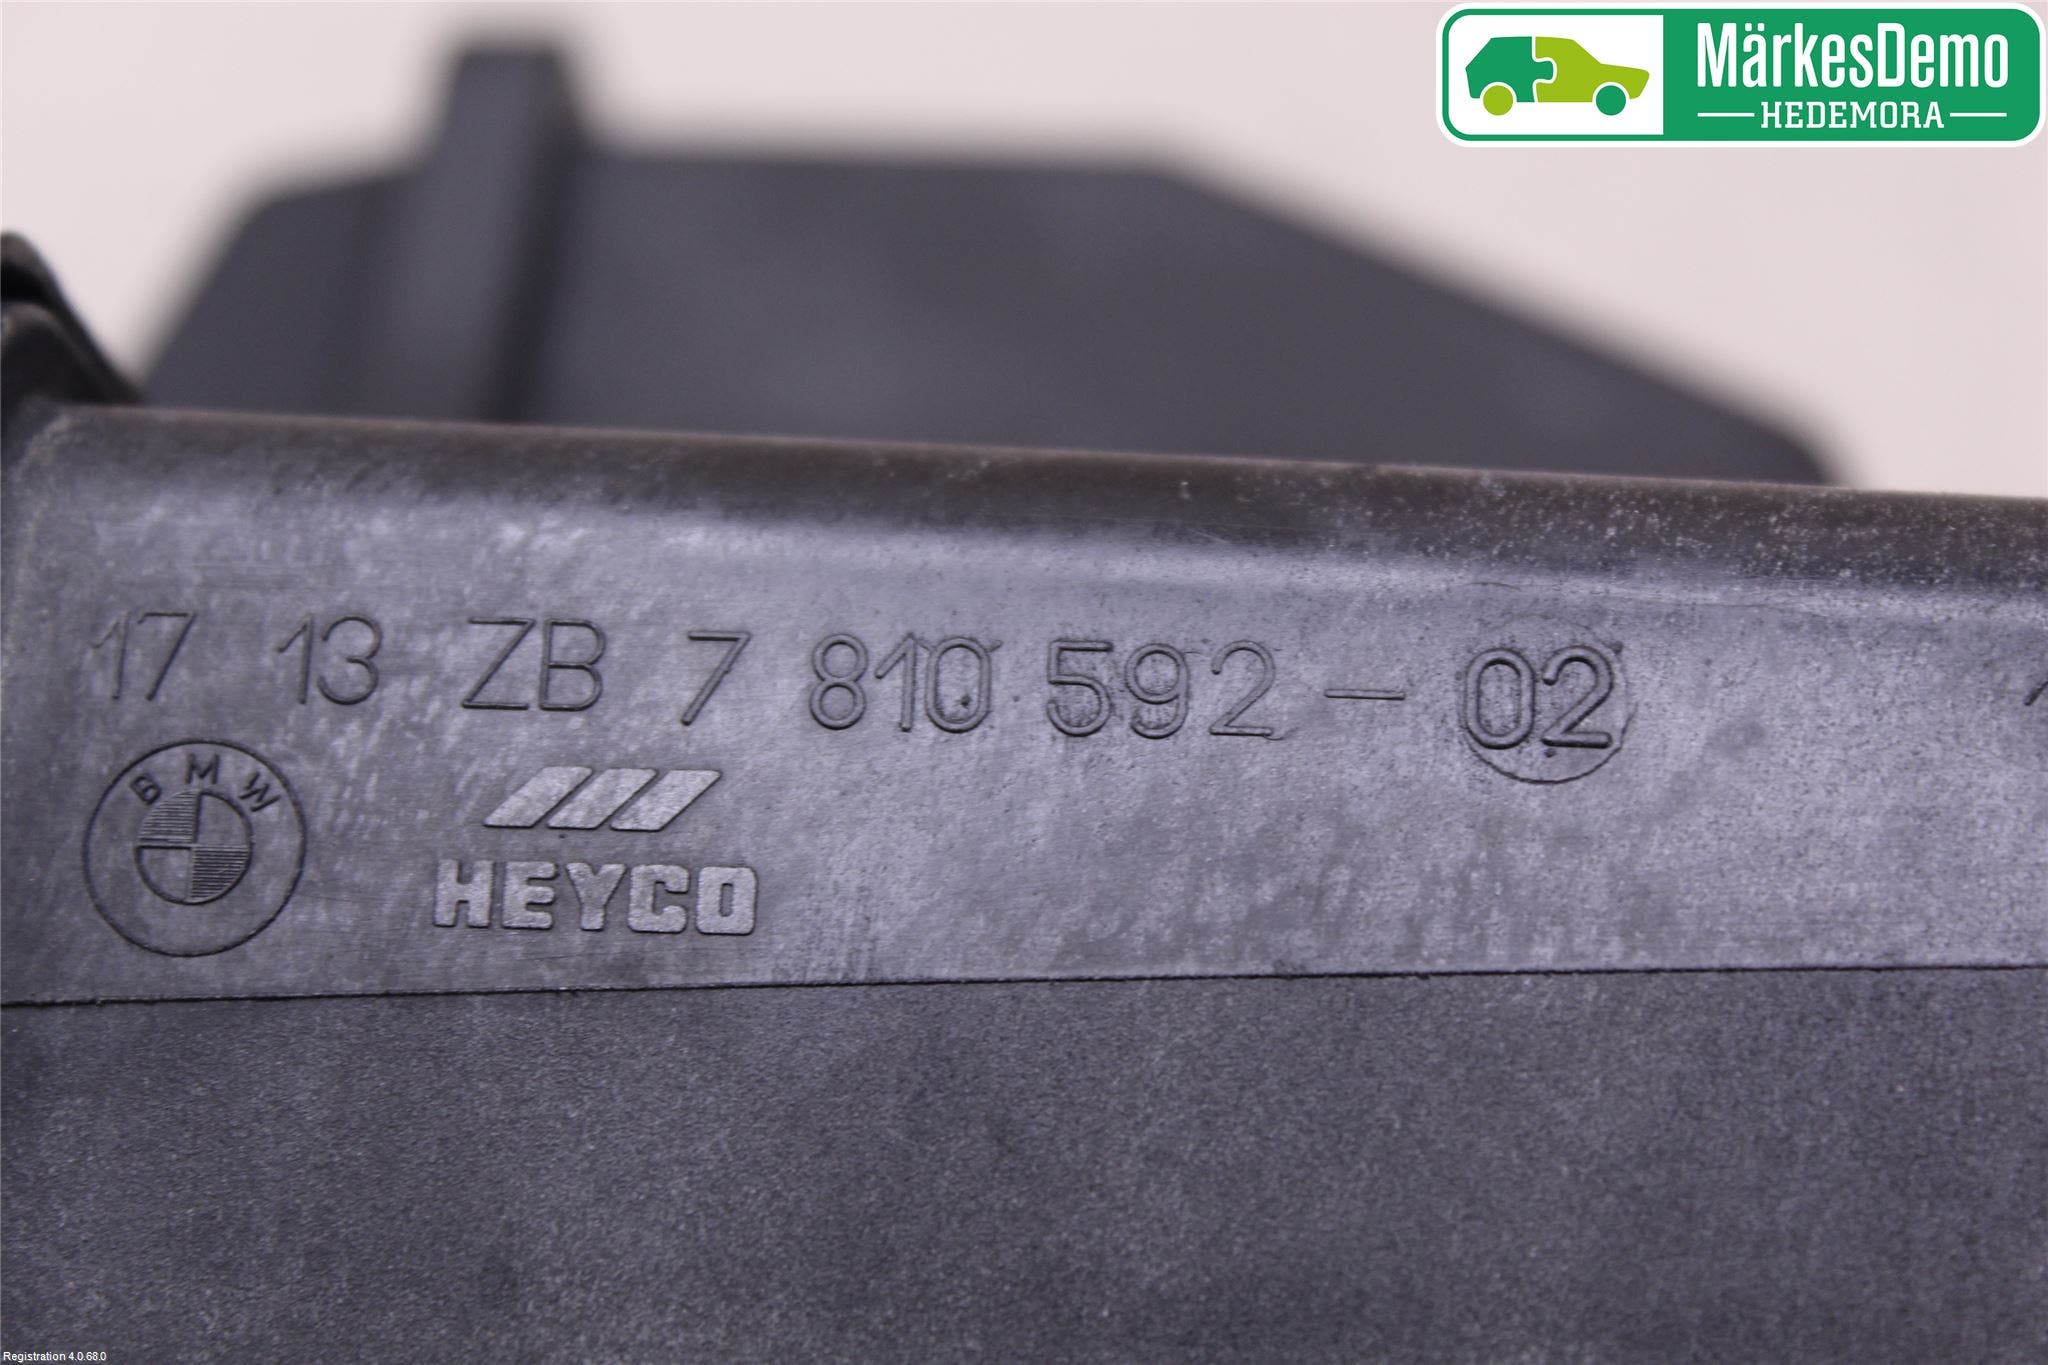 MärkesDemo
HEDEMORA
17 13 ZB 7 810 592 - 02
BMW
HEYCO
Registration 4.0.68.0